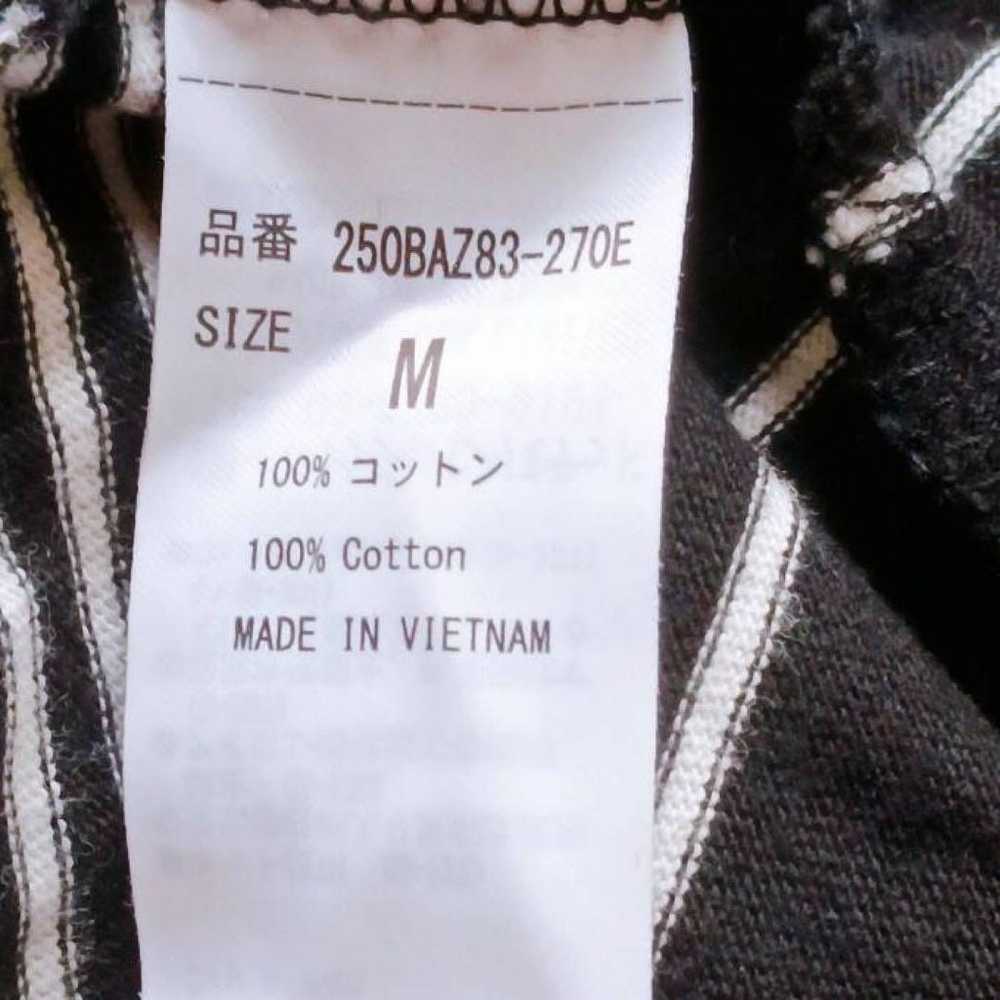 品番 250BAZ83-270E
SIZE
M
100% コットン
100% Cotton
MADE IN VIETNAM